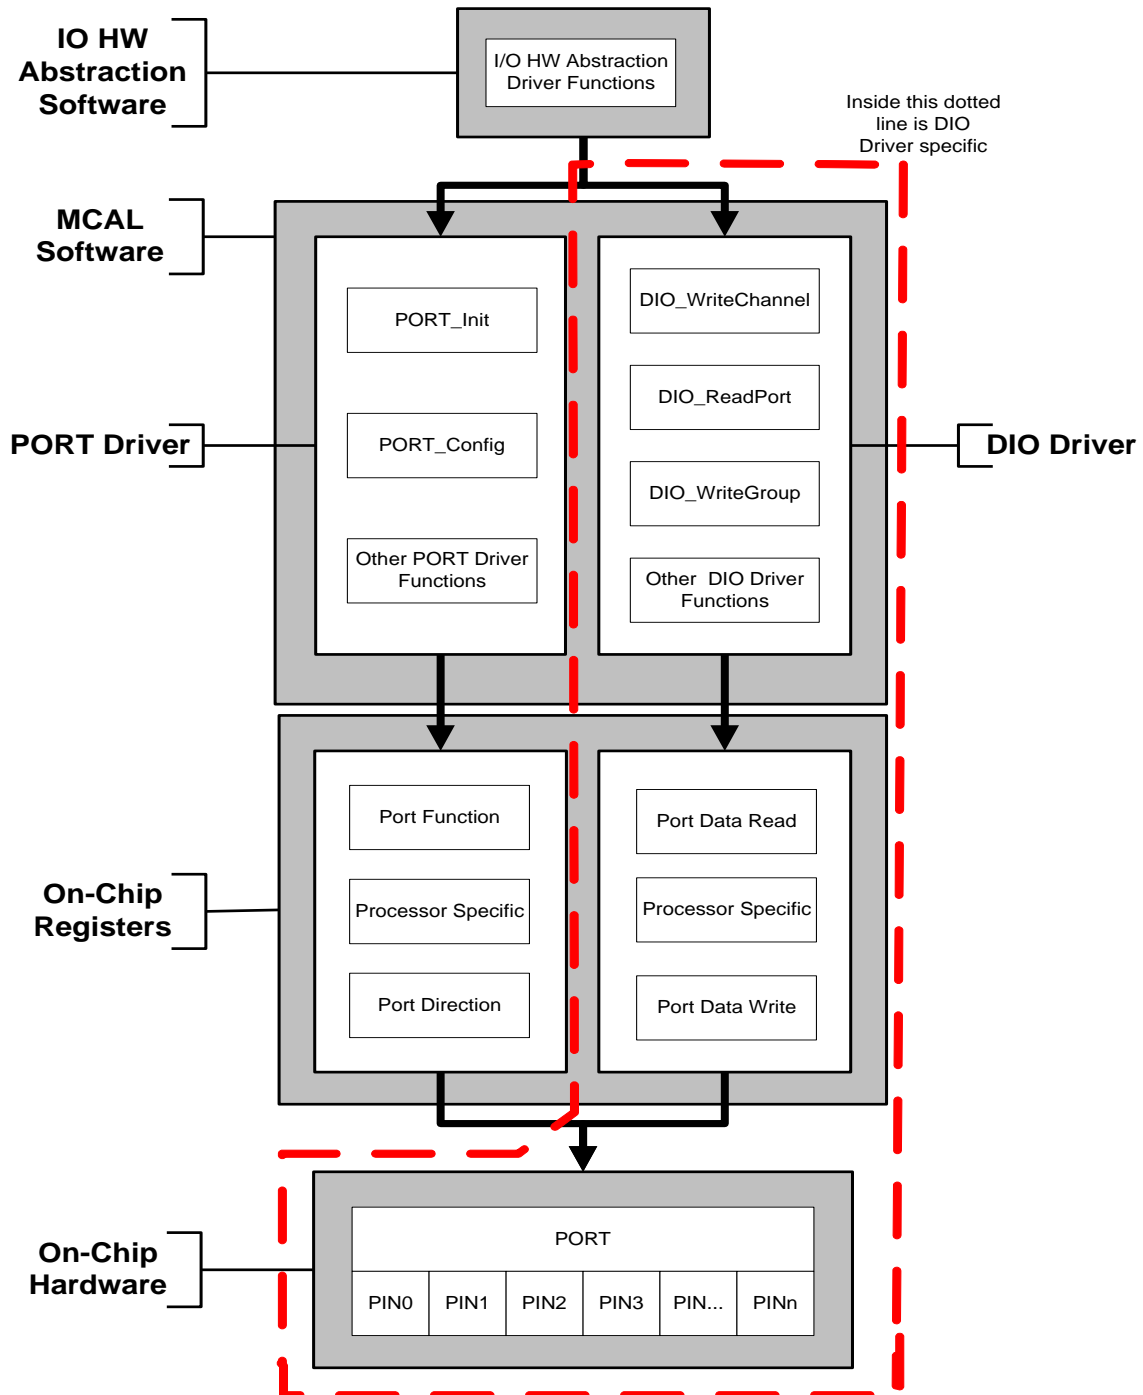 IO HW
Abstraction
Software
I/O HW Abstraction
Driver Functions
Inside this dotted
line is DIO
Driver specific
MCAL
Software
PORT_Init
PORT_Config
Other PORT Driver
Functions
DIO_WriteChannel
DIO_ReadPort
DIO_WriteGroup
Other DIO Driver
Functions
PORT Driver
DIO Driver
On-Chip
Registers
Port Function
Processor Specific
Port Direction
Port Data Read
Processor Specific
Port Data Write
On-Chip
Hardware
PORT
PIN0 PIN1 PIN2 PIN3 PIN... PINn